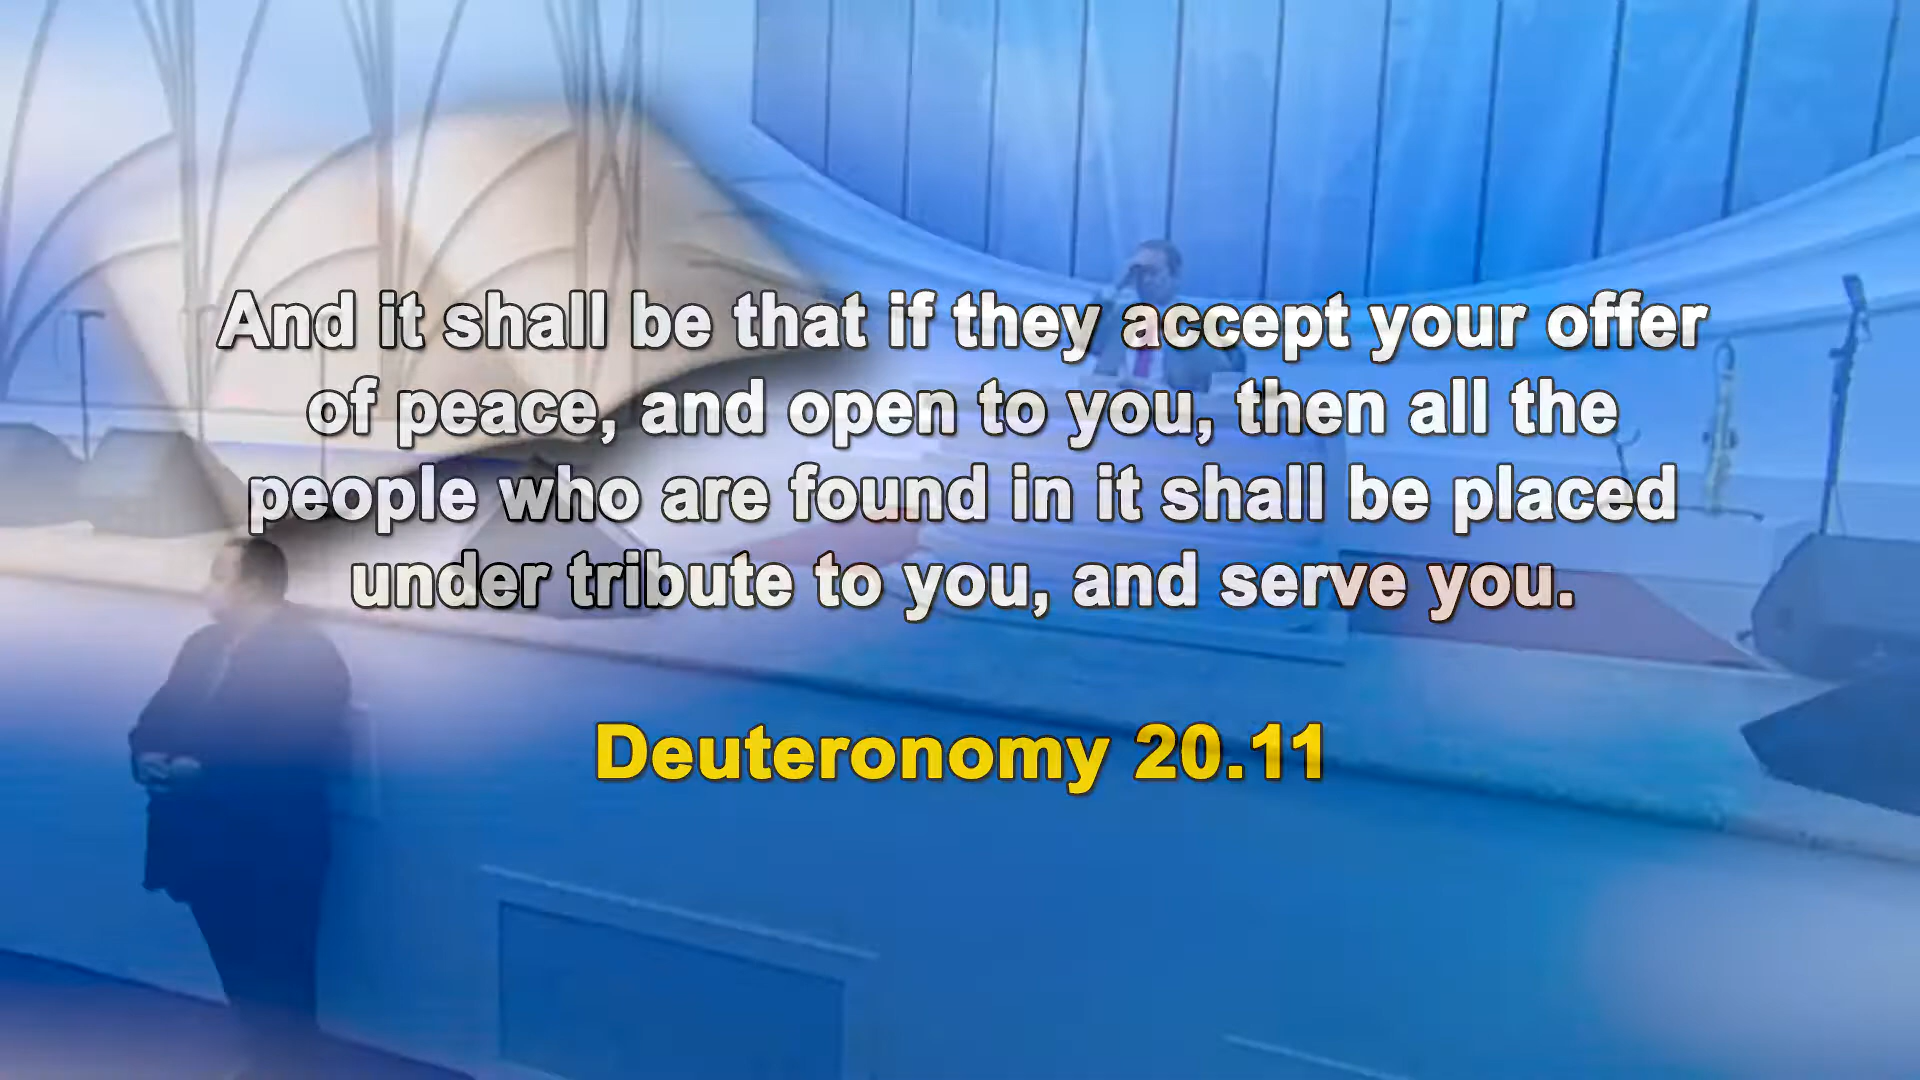 And it shall be that if they accept your offer
of peace, and open to you, then all the
people who are found in it shall be placed
under tribute to you, and serve you.
Deuteronomy 20.11